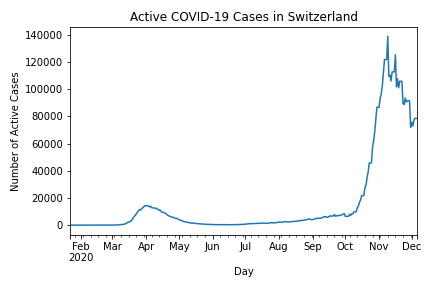 Active COVID-19 Cases in Switzerland
Number of Active Cases
140000
120000
100000
80000
60000
40000
20000
0
Feb Mar Apr May Jun Jul Aug Sep Oct Nov Dec
2020
Day